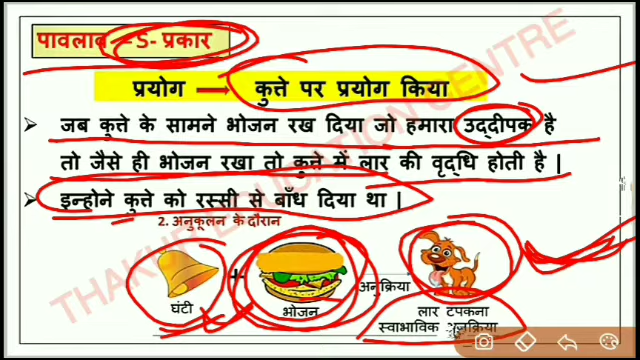 पावलाव – S- प्रकार
प्रयोग → कुत्ते पर प्रयोग किया
➢ जब कुत्ते के सामने भोजन रख दिया जो हमारा उद्दीपक है
तो जैसे ही भोजन रखा तो कुत्ते में लार की वृद्धि होती है |
➢ इन्होने कुत्ते को रस्सी से बाँध दिया था |
2. अनुकूलन के दौरान
घंटी + भोजन अनुक्रिया लार टपकना
स्वाभाविक
THAKUR EDUCATION CENTRE